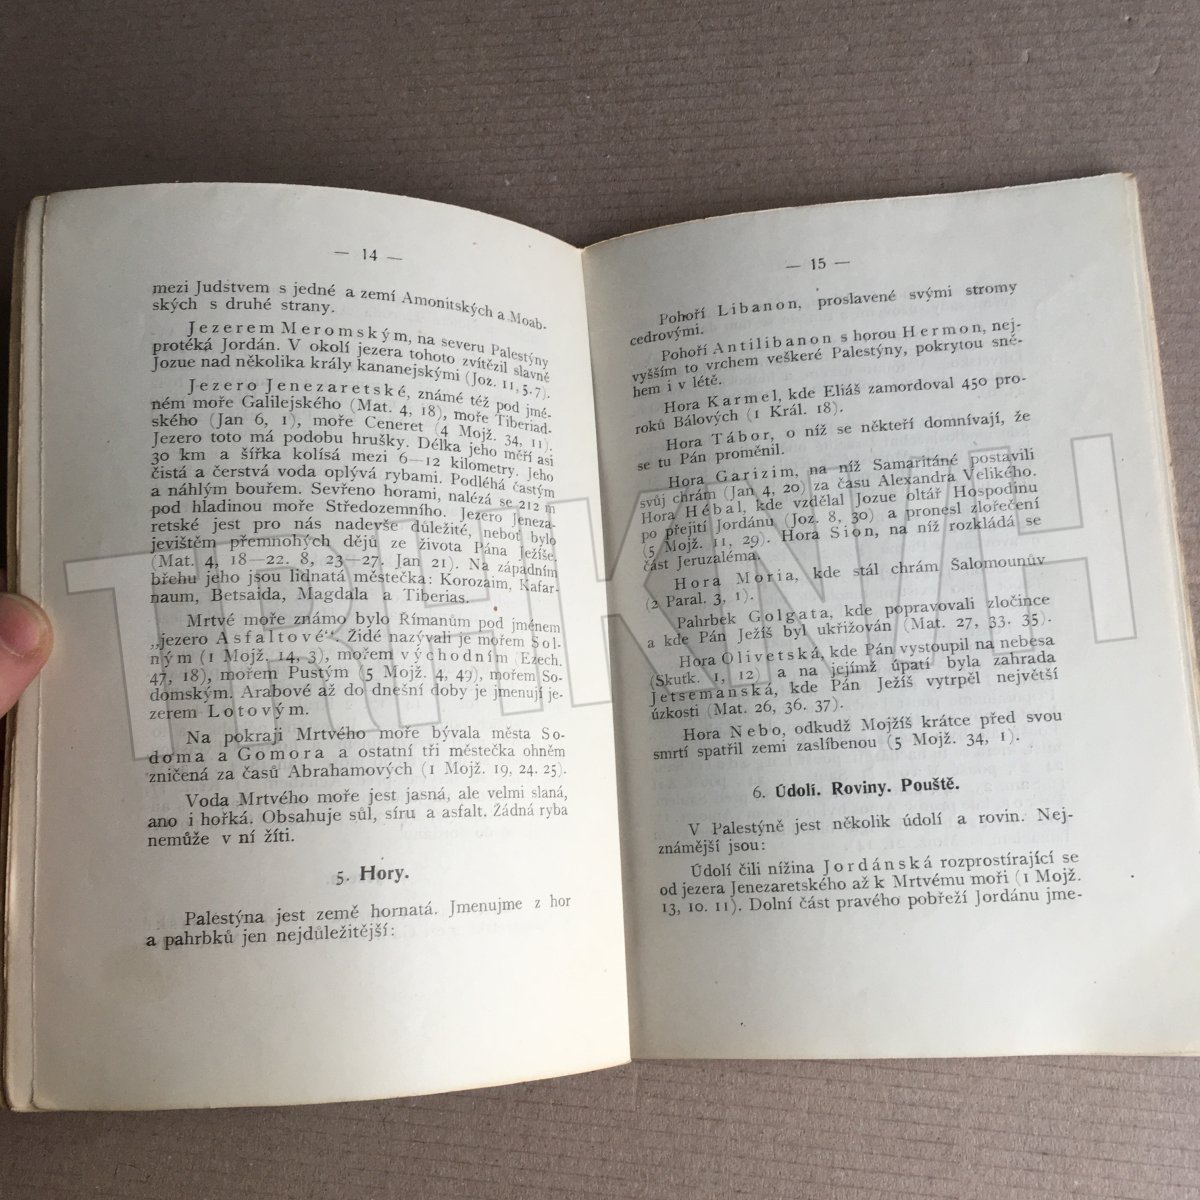 — 14 —
mezi Judstvem s jedné a zemí Amonitských a Moab-
ských s druhé strany.
Jezerem Meromským, na severu Palestýny
protéká Jordán. V okolí jezera tohoto zvítězil slavně
Jozue nad několika krály kananejskými (Joz. 11, 5.7).
Jezero Jenezaretské, známé též pod jmé-
ném moře Galilejského (Mat. 4, 18), moře Tiberiad-
ského (Jan 6, 1), moře Ceneret (4 Mojž. 34, 11).
Jezero toto má podobu hrušky. Délka jeho měří asi
30 km a šířka kolísá mezi 6—12 kilometry. Jeho
čistá a čerstvá voda oplývá rybami. Podléhá častým
a náhlým bouřem. Sevřeno horami, nalézá se 212 m
pod hladinou moře Středozemního. Jezero Jeneza-
retské jest pro nás nadevše důležité, neboť bylo
jevištěm přemnohých dějů ze života Pána Ježíše.
(Mat. 4, 18—22. 8, 23—27. Jan 21). Na západním
břehu jeho jsou lidnatá městečka: Korozaim, Kafar-
naum, Betsaida, Magdala a Tiberias.
Mrtvé moře známo bylo Římanům pod jménem
„jezero Asfaltové“. Židé nazývali je mořem Sol-
ným (1 Mojž. 14, 3), mořem východním (Ezech.
47, 18), mořem Pustým (5 Mojž. 4, 49), mořem So-
domským. Arabové až do dnešní doby je jmenují je-
zerem Lotovým.
Na pokraji Mrtvého moře bývala města So-
doma a Gomora a ostatní tři městečka ohněm
zničená za časů Abrahamových (1 Mojž. 19, 24. 25).
Voda Mrtvého moře jest jasná, ale velmi slaná,
ano i hořká. Obsahuje sůl, síru a asfalt. Žádná ryba
nemůže v ní žíti.
5. Hory.
Palestýna jest země hornatá. Jmenujme z hor
a pahrbků jen nejdůležitější:
— 15 —
Pohoří Libanon, proslavené svými stromy
cedrovými.
Pohoří Antilibanon s horou Hermon, nej-
vyšším to vrchem veškeré Palestýny, pokrytou sně-
hem i v létě.
Hora Karmel, kde Eliáš zamordoval 450 pro-
roků Bálových (1 Král. 18).
Hora Tábor, o níž se někteří domnívají, že
se tu Pán proměnil.
Hora Garizim, na níž Samaritáné postavili
svůj chrám (Jan 4, 20) za času Alexandra Velikého.
Hora Hébal, kde vzdělal Jozue oltář Hospodinu
po přejití Jordánů (Joz. 8, 30) a pronesl zlořečení
(5 Mojž. 11, 29). Hora Sion, na níž rozkládá se
část Jeruzaléma.
Hora Moria, kde stál chrám Šalomounův
(2 Paral. 3, 1).
Pahrbek Golgata, kde popravovali zločince
a kde Pán Ježíš byl ukřižován (Mat. 27, 33. 35).
Hora Olivetská, kde Pán vystoupil na nebesa
(Skutk. 1, 12) a na jejímž úpatí byla zahrada
Jetsemanská, kde Pán Ježíš vytrpěl největší
úzkosti (Mat. 26, 36. 37).
Hora Nebo, odkudž Mojžíš krátce před svou
smrtí spatřil zemi zaslíbenou (5 Mojž. 34, 1).
6. Údolí. Roviny. Pouště.
V Palestýně jest několik údolí a rovin. Nej-
známější jsou:
Údolí čili nížina Jordánská rozprostírající se
od jezera Jenezaretského až k Mrtvému moři (1 Mojž.
13, 10. 11). Dolní část pravého pobřeží Jordánu jme-
TRHKNIH